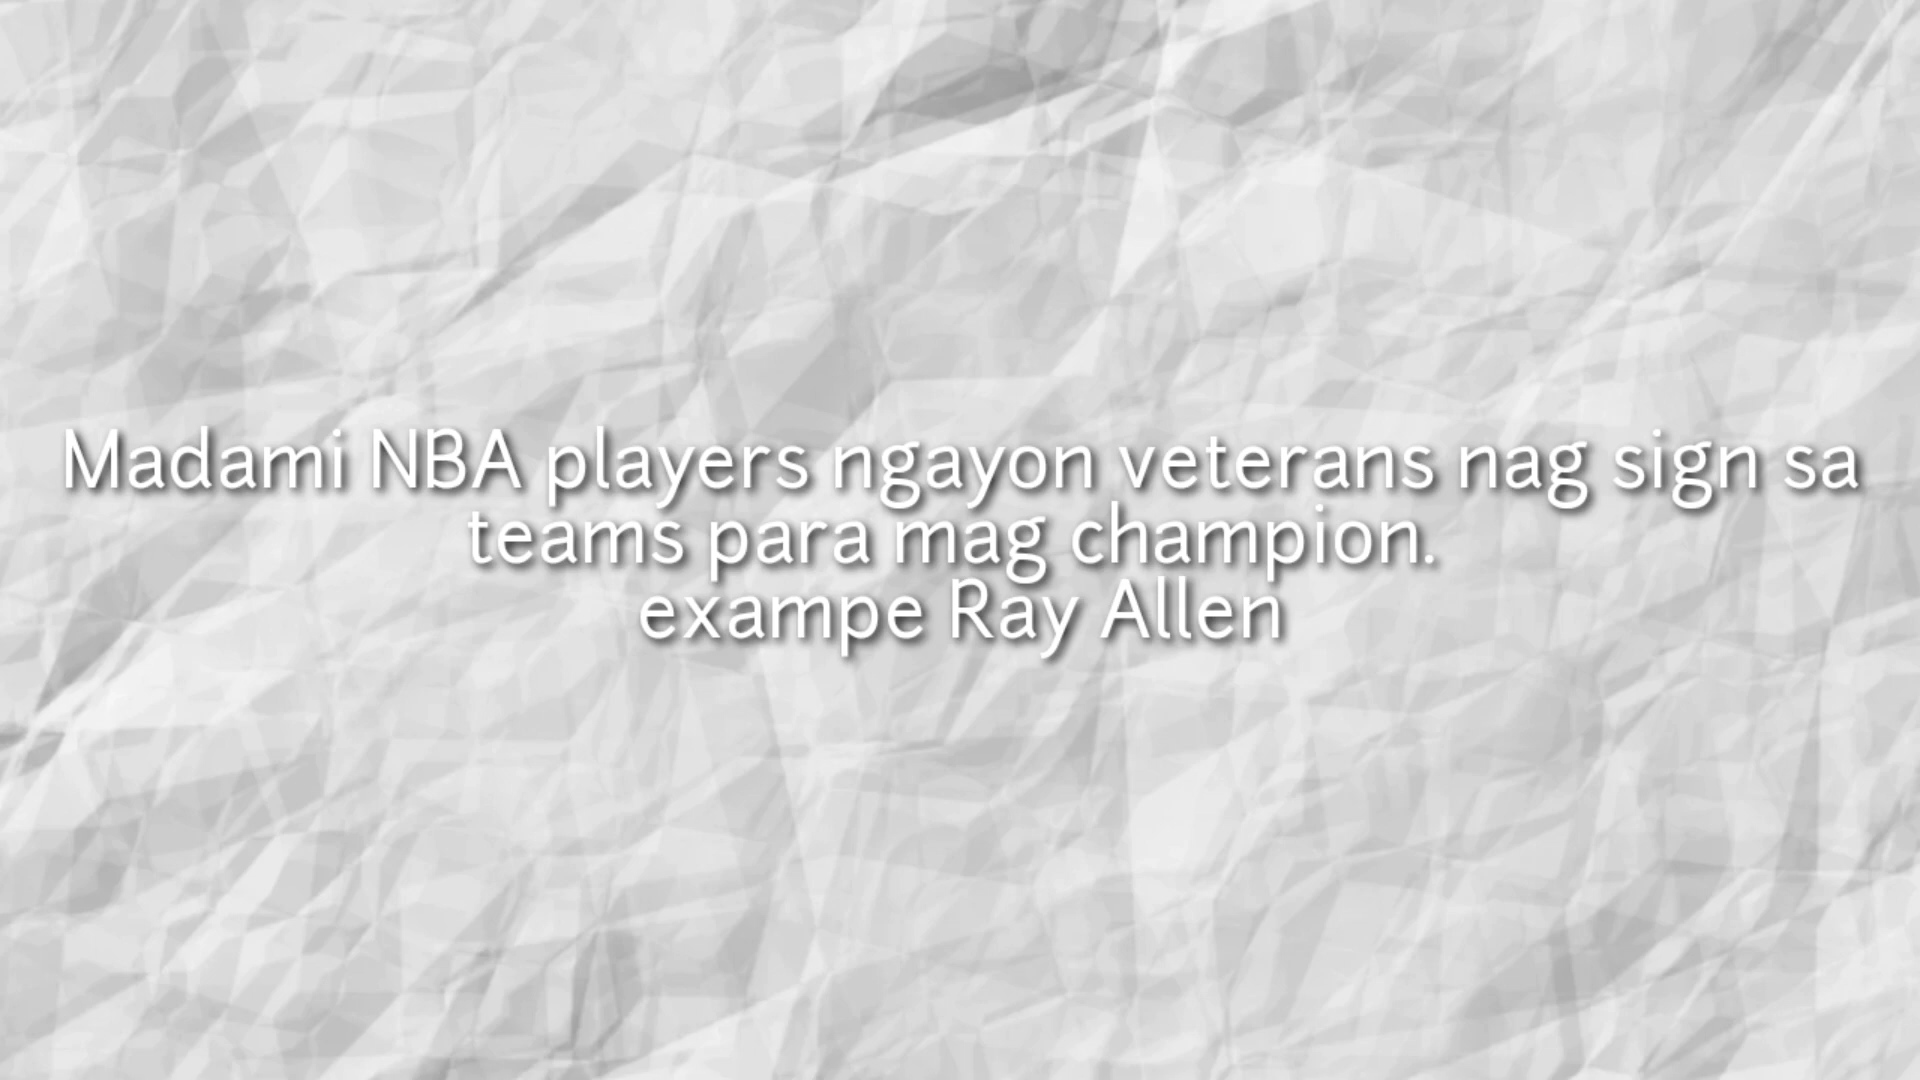 Madami NBA players ngayon veterans nag sign sa
teams para mag champion.
exampe Ray Allen